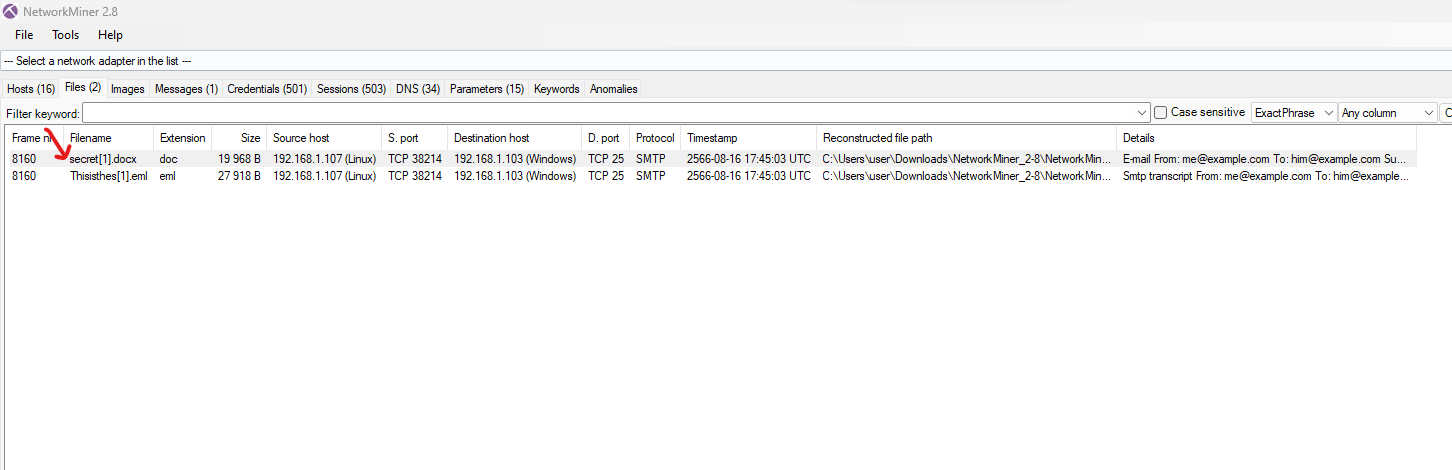 NetworkMiner 2.8
File Tools Help
--- Select a network adapter in the list ---
Hosts (16) Files (2) Images Messages (1) Credentials (501) Sessions (503) DNS (34) Parameters (15) Keywords Anomalies
Filter keyword: Case sensitive ExactPhrase Any column
Frame nr Filename Extension Size Source host S. port Destination host D. port Protocol Timestamp Reconstructed file path Details
8160 secret[1].docx doc 19 968 B 192.168.1.107 (Linux) TCP 38214 192.168.1.103 (Windows) TCP 25 SMTP 2566-08-16 17:45:03 UTC C:\Users\user\Downloads\NetworkMiner_2-8\NetworkMin... E-mail From: me@example.com To: him@example.com Su...
8160 Thisisthes[1].eml eml 27 918 B 192.168.1.107 (Linux) TCP 38214 192.168.1.103 (Windows) TCP 25 SMTP 2566-08-16 17:45:03 UTC C:\Users\user\Downloads\NetworkMiner_2-8\NetworkMin... Smtp transcript From: me@example.com To: him@example...